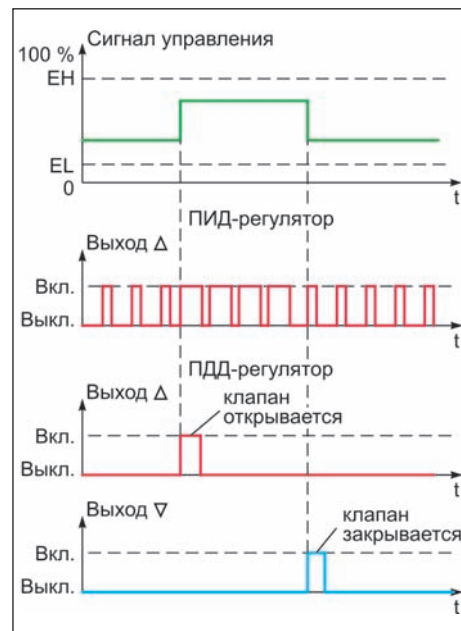 Сигнал управления
100 %
EH
EL
0
t
ПИД-регулятор
Выход Δ
Вкл.
Выкл.
t
ПДД-регулятор
Выход Δ
клапан
открывается
Вкл.
Выкл.
t
Выход ∇
клапан
закрывается
Вкл.
Выкл.
t